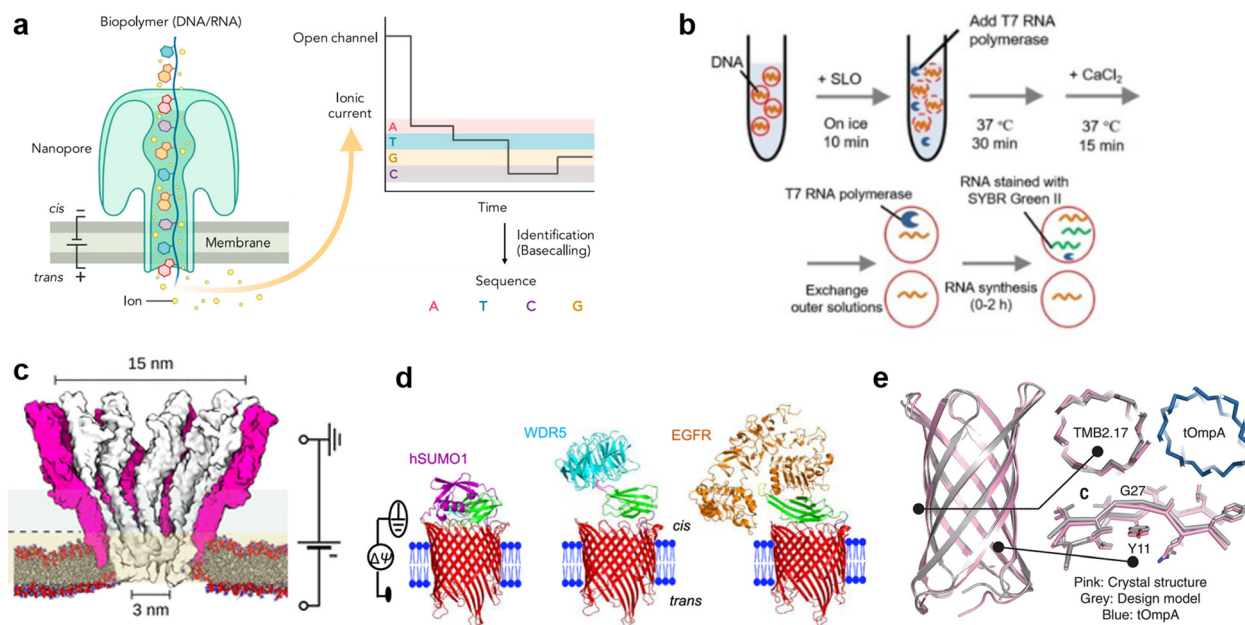 a
Biopolymer (DNA/RNA)
Nanopore
cis
−
Membrane
trans
+
Ion
Open channel
Ionic
current
A
T
G
C
Time
Identification
(Basecalling)
Sequence
A T C G
b
DNA
+ SLO
On ice
10 min
Add T7 RNA
polymerase
37 ℃
30 min
+ CaCl2
37 ℃
15 min
T7 RNA polymerase
RNA stained with
SYBR Green II
Exchange
outer solutions
RNA synthesis
(0-2 h)
c
15 nm
3 nm
-
d
hSUMO1
WDR5
EGFR
ΔΨ
cis
trans
e
TMB2.17
tOmpA
c
G27
Y11
Pink: Crystal structure
Grey: Design model
Blue: tOmpA